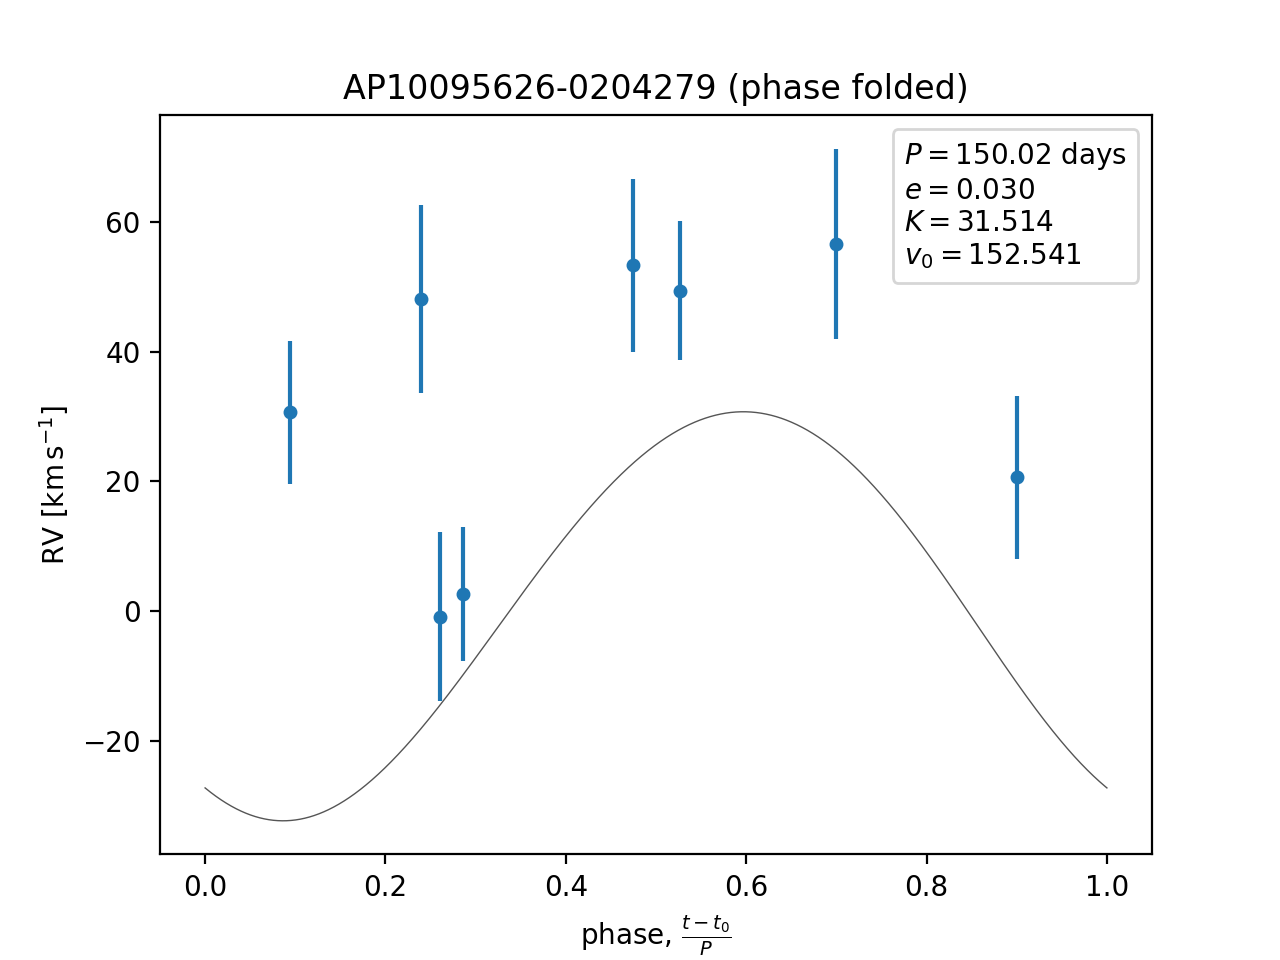 AP10095626-0204279 (phase folded)
P = 150.02 days
e = 0.030
K = 31.514
v₀ = 152.541
60
40
20
0
−20
RV [km s⁻¹]
0.0 0.2 0.4 0.6 0.8 1.0
phase, (t − t₀)/P